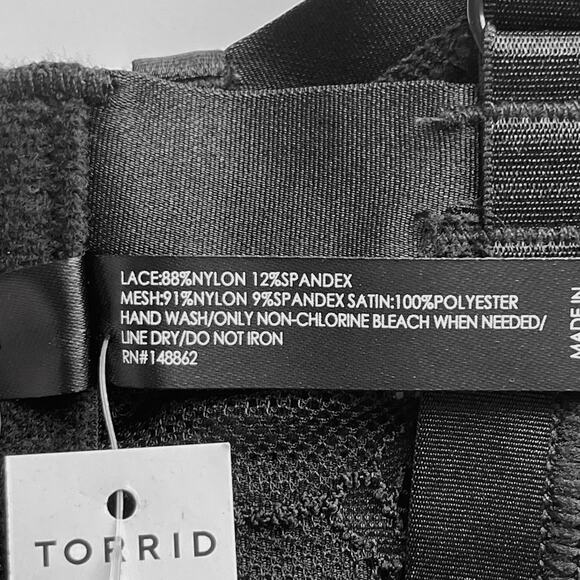 LACE:88%NYLON 12%SPANDEX
MESH:91%NYLON 9%SPANDEX SATIN:100%POLYESTER
HAND WASH/ONLY NON-CHLORINE BLEACH WHEN NEEDED/
LINE DRY/DO NOT IRON
RN#148862
MADE IN
TORRID